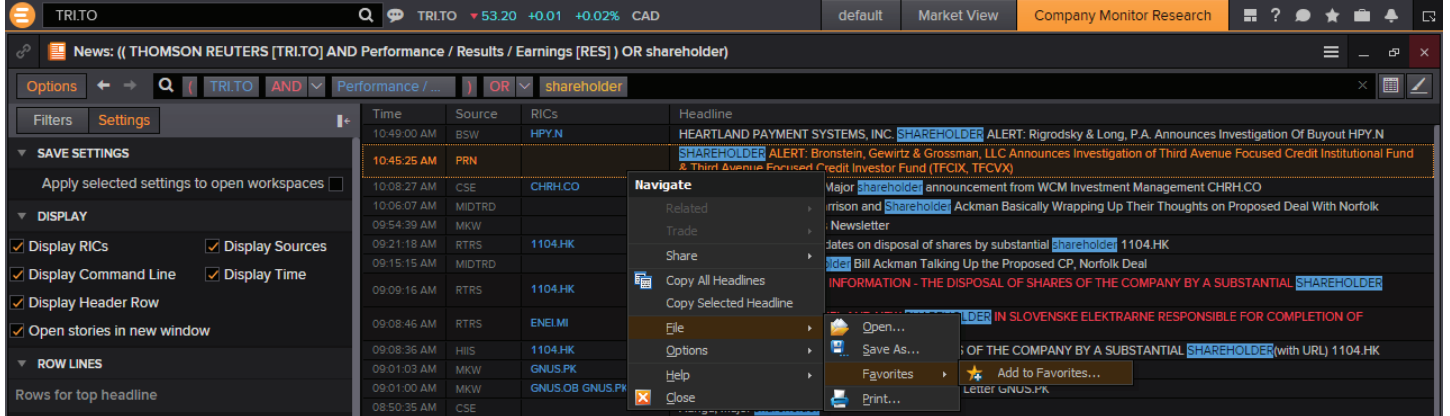 TRI.TO TRI.TO 53.20 +0.01 +0.02% CAD default Market View Company Monitor Research ?
News: (( THOMSON REUTERS [TRI.TO] AND Performance / Results / Earnings [RES] ) OR shareholder)
Options ( TRI.TO AND Performance /... ) OR shareholder
Filters Settings
SAVE SETTINGS
Apply selected settings to open workspaces
DISPLAY
Display RICs Display Sources
Display Command Line Display Time
Display Header Row
Open stories in new window
ROW LINES
Rows for top headline
Time Source RICs Headline
10:49:00 AM BSW HPY.N HEARTLAND PAYMENT SYSTEMS, INC. SHAREHOLDER ALERT: Rigrodsky & Long, P.A. Announces Investigation Of Buyout HPY.N
10:45:25 AM PRN SHAREHOLDER ALERT: Bronstein, Gewirtz & Grossman, LLC Announces Investigation of Third Avenue Focused Credit Institutional Fund
& Third Avenue Focused Credit Investor Fund (TFCIX, TFCVX)
10:08:27 AM CSE CHRH.CO Major shareholder announcement from WCM Investment Management CHRH.CO
10:06:07 AM MIDTRD rrison and Shareholder Ackman Basically Wrapping Up Their Thoughts on Proposed Deal With Norfolk
09:54:39 AM MKW s Newsletter
09:21:18 AM RTRS 1104.HK dates on disposal of shares by substantial shareholder 1104.HK
09:15:15 AM MIDTRD older Bill Ackman Talking Up the Proposed CP, Norfolk Deal
09:09:16 AM RTRS 1104.HK INFORMATION - THE DISPOSAL OF SHARES OF THE COMPANY BY A SUBSTANTIAL SHAREHOLDER
09:08:46 AM RTRS ENEI.MI IN SLOVENSKE ELEKTRARNE RESPONSIBLE FOR COMPLETION OF
09:08:36 AM HIIS 1104.HK S OF THE COMPANY BY A SUBSTANTIAL SHAREHOLDER(with URL) 1104.HK
09:01:03 AM MKW GNUS.PK
09:01:00 AM MKW GNUS.OB GNUS.PK Letter GNUS.PK
08:50:35 AM CSE
Navigate
Related
Trade
Share
Copy All Headlines
Copy Selected Headline
File
Options
Help
Close
Open...
Save As...
Favorites
Print...
Add to Favorites...